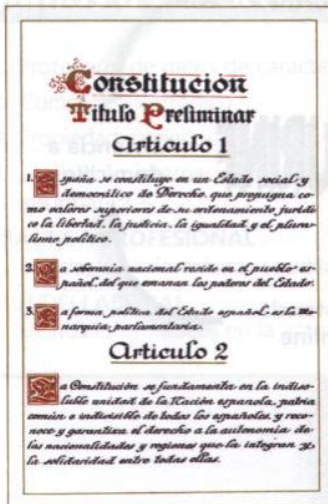 Constitución
Título Preliminar
Artículo 1
1. España se constituye en un Estado social y
democrático de Derecho, que propugna co-
mo valores superiores de su ordenamiento jurídi-
co la libertad, la justicia, la igualdad y el plura-
lismo político.
2. La soberanía nacional reside en el pueblo es-
pañol, del que emanan los poderes del Estado.
3. La forma política del Estado español es la Mo-
narquía parlamentaria.
Artículo 2
La Constitución se fundamenta en la indiso-
luble unidad de la Nación española, patria
común e indivisible de todos los españoles, y reco-
noce y garantiza el derecho a la autonomía de
las nacionalidades y regiones que la integran y
la solidaridad entre todas ellas.